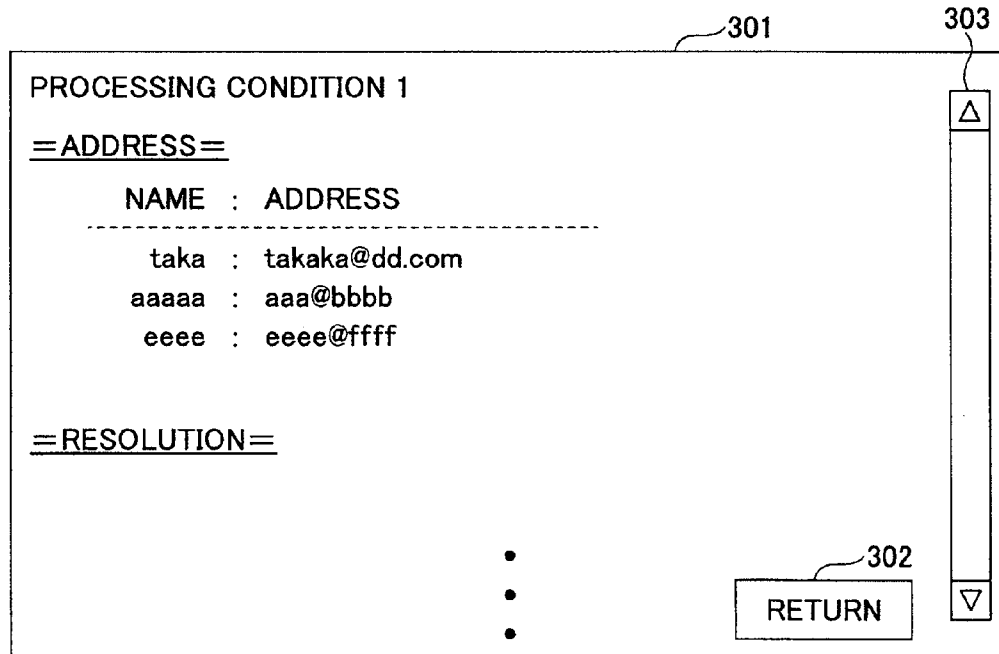 301
303
PROCESSING CONDITION 1
=ADDRESS=
NAME : ADDRESS
taka : takaka@dd.com
aaaaa : aaa@bbbb
eeee : eeee@ffff
=RESOLUTION=
302
RETURN